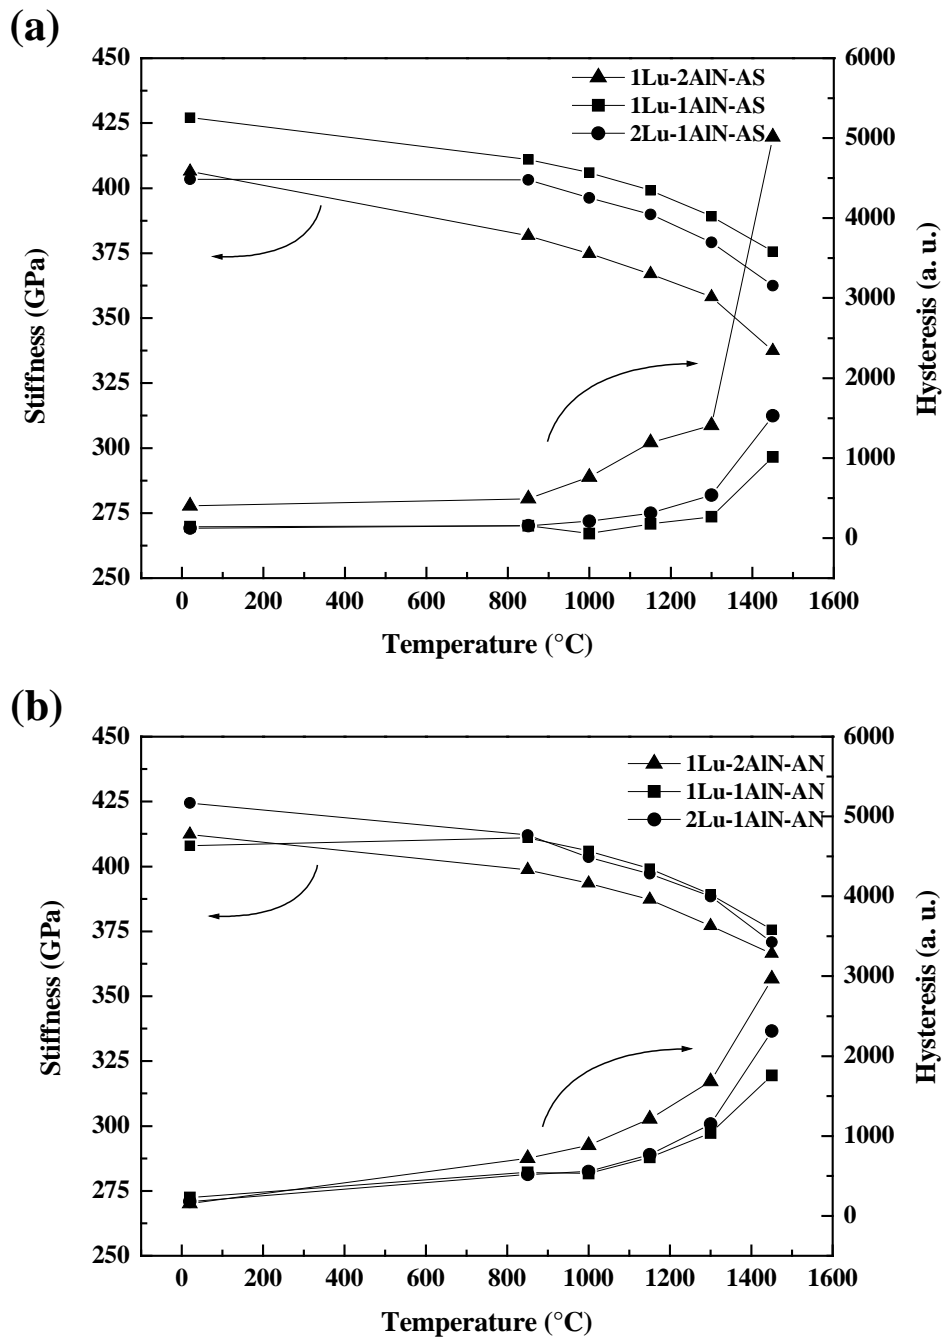 (a)
450
425
400
375
350
325
300
275
250
Stiffness (GPa)
6000
5000
4000
3000
2000
1000
0
Hysteresis (a. u.)
1Lu-2AlN-AS
1Lu-1AlN-AS
2Lu-1AlN-AS
0 200 400 600 800 1000 1200 1400 1600
Temperature (°C)
(b)
450
425
400
375
350
325
300
275
250
Stiffness (GPa)
6000
5000
4000
3000
2000
1000
0
Hysteresis (a. u.)
1Lu-2AlN-AN
1Lu-1AlN-AN
2Lu-1AlN-AN
0 200 400 600 800 1000 1200 1400 1600
Temperature (°C)